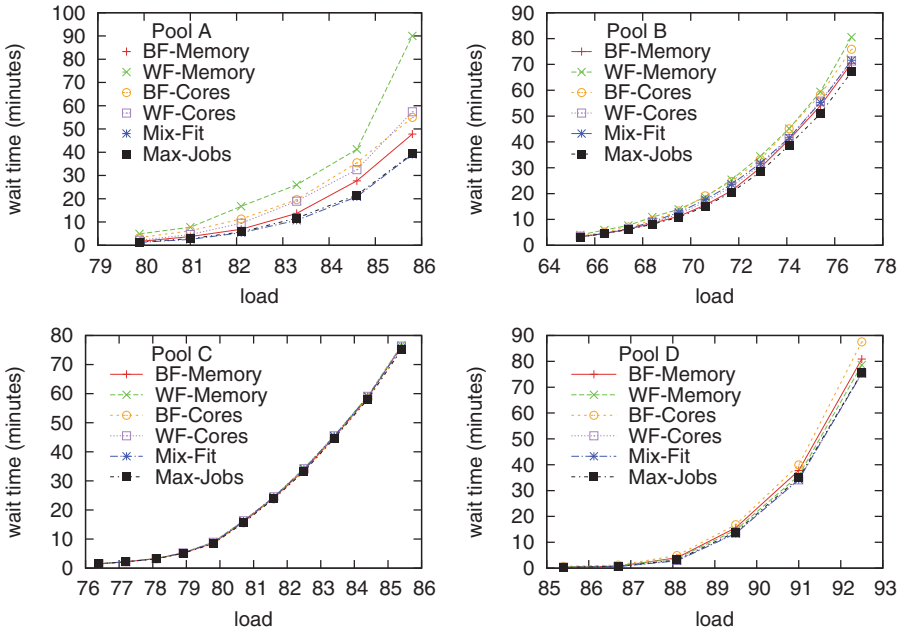 Pool A
BF-Memory
WF-Memory
BF-Cores
WF-Cores
Mix-Fit
Max-Jobs
wait time (minutes)
100
90
80
70
60
50
40
30
20
10
0
79 80 81 82 83 84 85 86
load
Pool B
BF-Memory
WF-Memory
BF-Cores
WF-Cores
Mix-Fit
Max-Jobs
wait time (minutes)
90
80
70
60
50
40
30
20
10
0
64 66 68 70 72 74 76 78
load
Pool C
BF-Memory
WF-Memory
BF-Cores
WF-Cores
Mix-Fit
Max-Jobs
wait time (minutes)
80
70
60
50
40
30
20
10
0
76 77 78 79 80 81 82 83 84 85 86
load
Pool D
BF-Memory
WF-Memory
BF-Cores
WF-Cores
Mix-Fit
Max-Jobs
wait time (minutes)
90
80
70
60
50
40
30
20
10
0
85 86 87 88 89 90 91 92 93
load